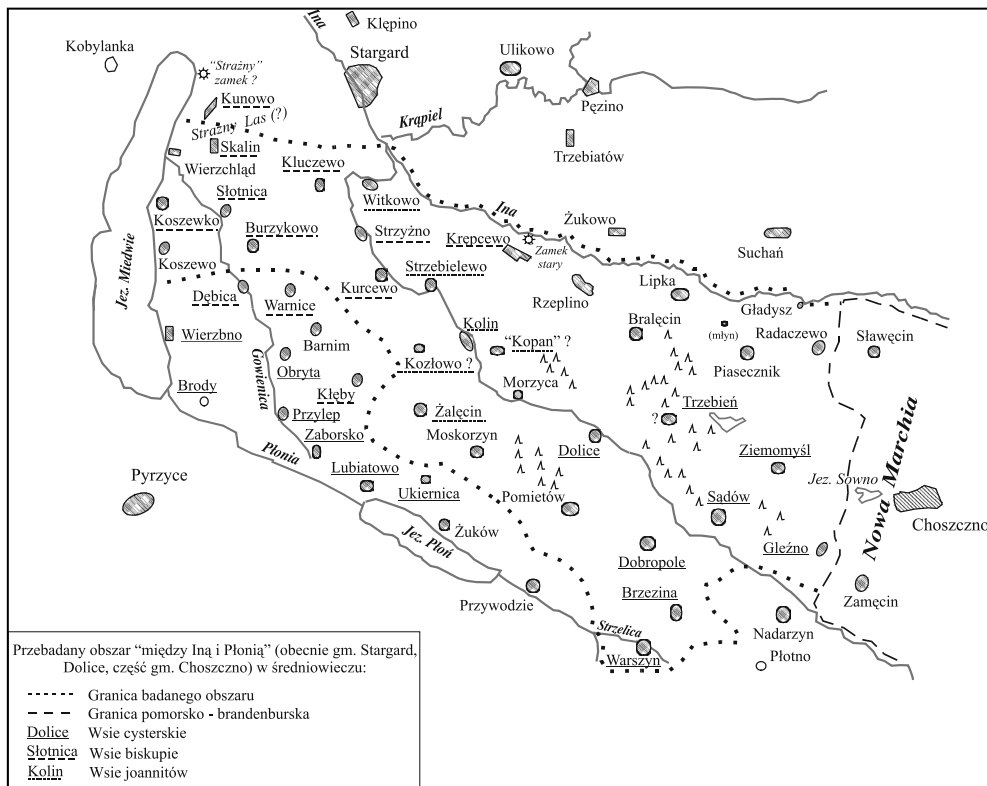 Ina
Klępino
Kobylanka
Stargard
Ulikowo
"Strażny"
zamek ?
Pęzino
Kunowo
Krąpiel
Strażny Las (?)
Skalin
Trzebiatów
Wierzchląd
Kluczewo
Słotnica
Witkowo
Ina
Koszewko
Burzykowo
Strzyżno
Krępcewo
Żukowo
Zamek
stary
Suchań
Koszewo
Jez. Miedwie
Strzebielewo
Kurcewo
Rzeplino
Lipka
Dębica
Warnice
Gładysz
Kolin
Bralęcin
(młyn)
Radaczewo
Sławęcin
Wierzbno
Barnim
"Kopan" ?
Kozłowo ?
Piasecznik
Obryta
Gowienica
Kłęby
Morzyca
Brody
Trzebień
?
Przylep
Żalęcin
Zaborsko
Moskorzyn
Dolice
Ziemomyśl
Płonia
Lubiatowo
Jez. Sowno
Nowa Marchia
Pyrzyce
Ukiernica
Pomietów
Sądów
Choszczno
Żuków
Jez. Płoń
Gleźno
Dobropole
Przywodzie
Brzezina
Zamęcin
Strzelica
Nadarzyn
Warszyn
Płotno
Przebadany obszar "między Iną i Płonią" (obecnie gm. Stargard,
Dolice, część gm. Choszczno) w średniowieczu:
Granica badanego obszaru
Granica pomorsko - brandenburska
Dolice Wsie cysterskie
Słotnica Wsie biskupie
Kolin Wsie joannitów